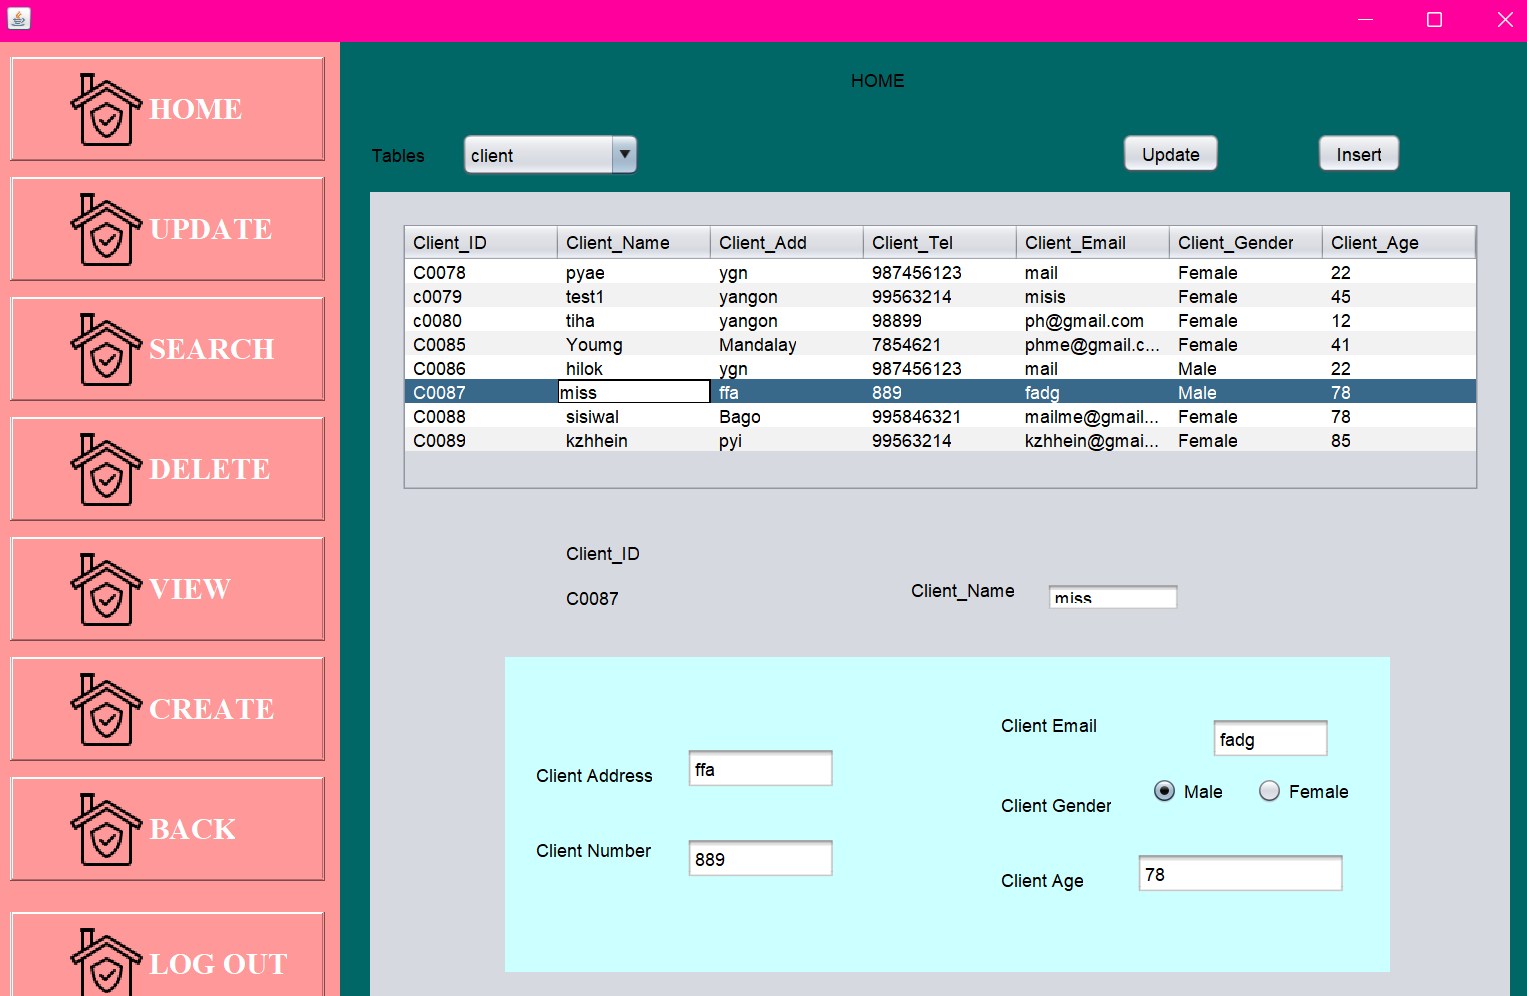 HOME
UPDATE
SEARCH
DELETE
VIEW
CREATE
BACK
LOG OUT
HOME
Tables client Update Insert
Client_ID Client_Name Client_Add Client_Tel Client_Email Client_Gender Client_Age
C0078 pyae ygn 987456123 mail Female 22
c0079 test1 yangon 99563214 misis Female 45
c0080 tiha yangon 98899 ph@gmail.com Female 12
C0085 Youmg Mandalay 7854621 phme@gmail.c... Female 41
C0086 hilok ygn 987456123 mail Male 22
C0087 miss ffa 889 fadg Male 78
C0088 sisiwal Bago 995846321 mailme@gmail... Female 78
C0089 kzhhein pyi 99563214 kzhhein@gmai... Female 85
Client_ID
C0087
Client_Name miss
Client Address ffa
Client Number 889
Client Email fadg
Client Gender Male Female
Client Age 78